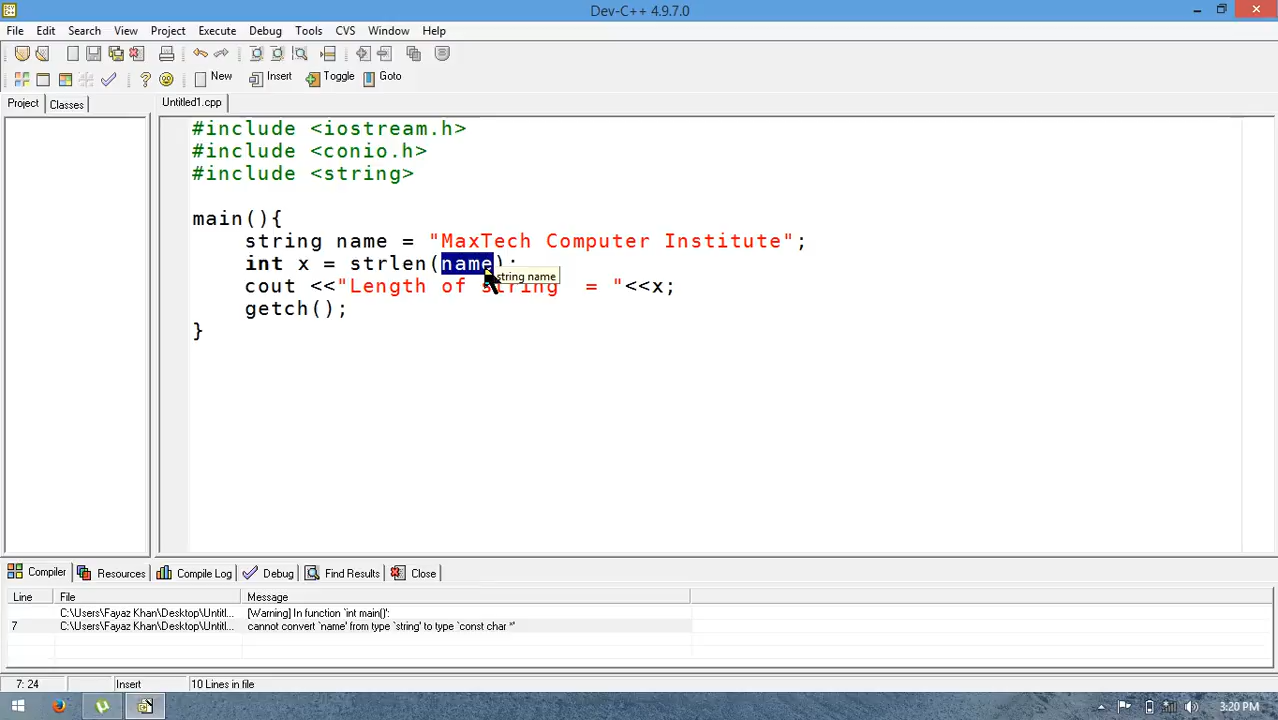 Dev-C++ 4.9.7.0
File Edit Search View Project Execute Debug Tools CVS Window Help
New Insert Toggle Goto
Project Classes
Untitled1.cpp
#include <iostream.h>
#include <conio.h>
#include <string>
main(){
string name = "MaxTech Computer Institute";
int x = strlen(name);
string name
cout <<"Length of string  = "<<x;
getch();
}
Compiler Resources Compile Log Debug Find Results Close
Line File Message
C:\Users\Fayaz Khan\Desktop\Untitl... [Warning] In function `int main()':
7 C:\Users\Fayaz Khan\Desktop\Untitl... cannot convert `name' from type `string' to type `const char *'
7: 24 Insert 10 Lines in file
3:20 PM